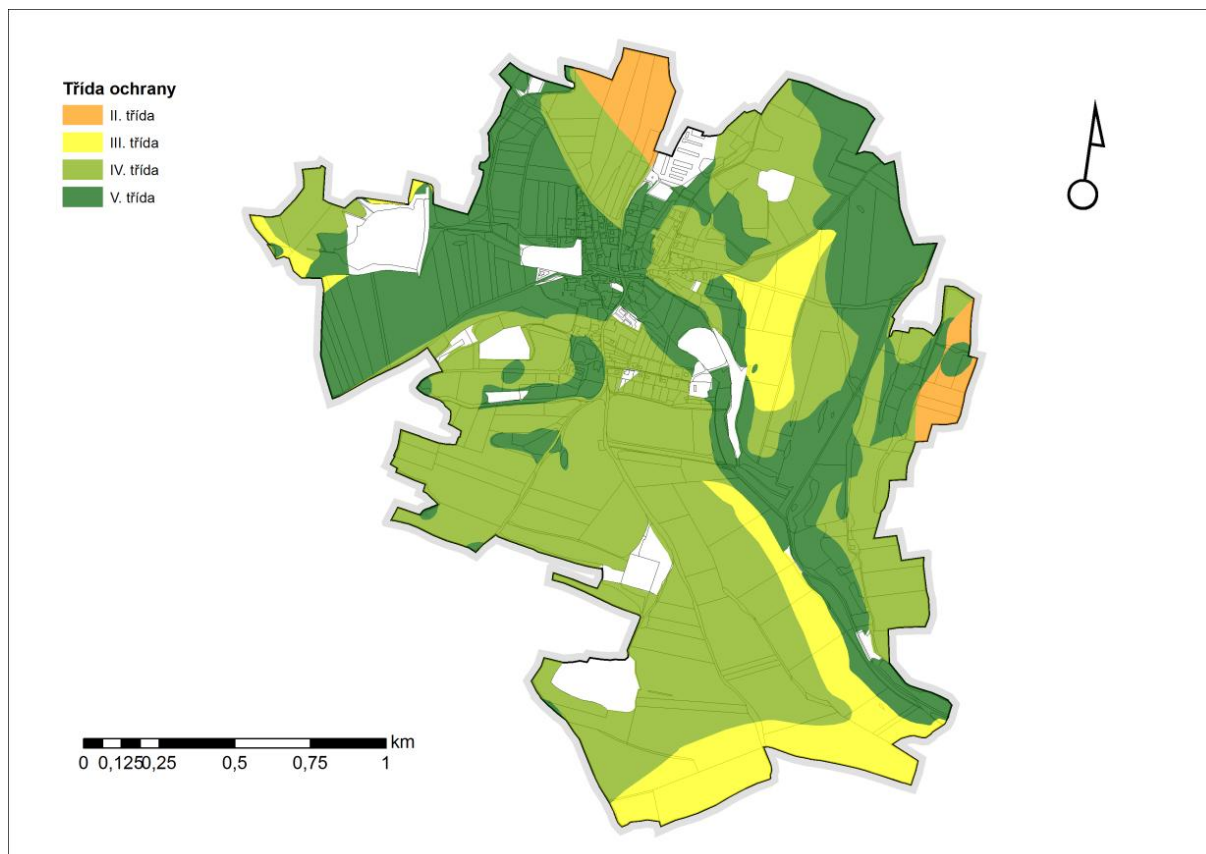 Třída ochrany
II. třída
III. třída
IV. třída
V. třída
km
0 0,125 0,25 0,5 0,75 1